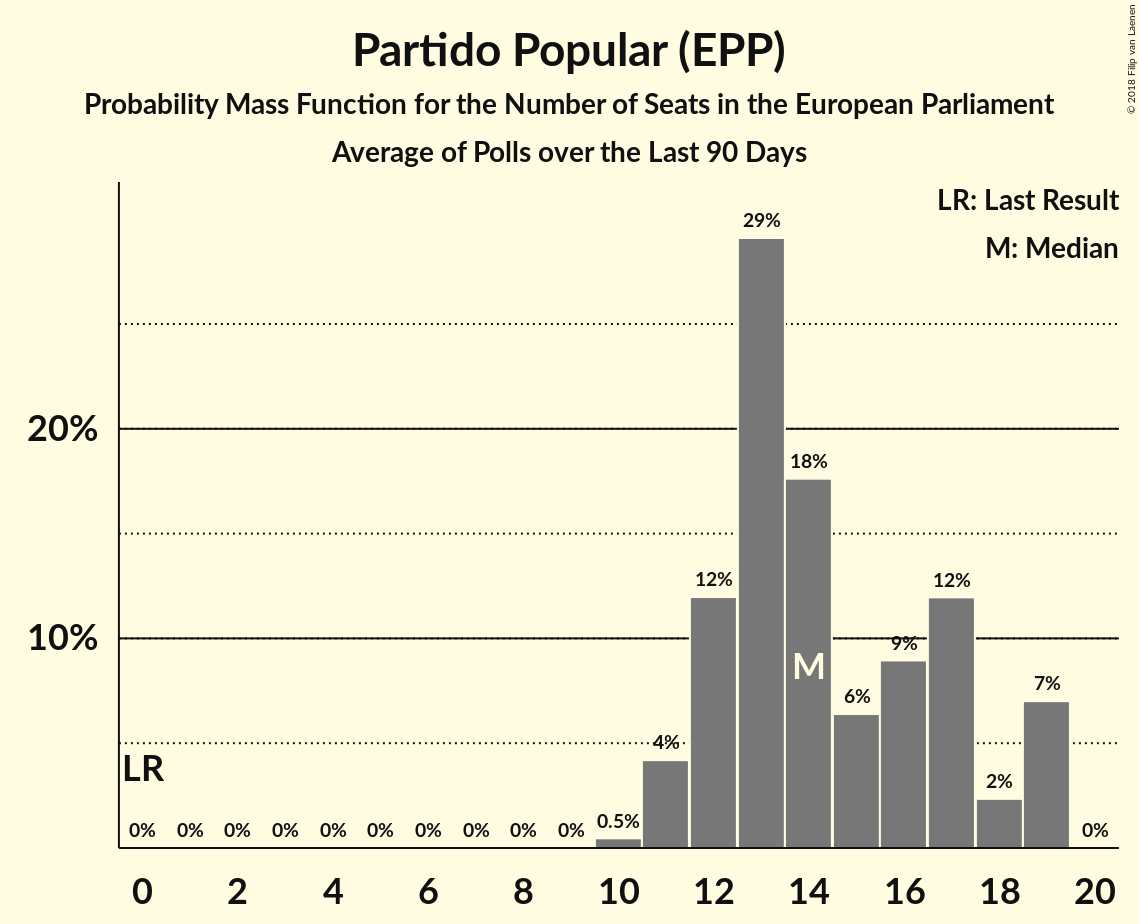 Partido Popular (EPP)
Probability Mass Function for the Number of Seats in the European Parliament
Average of Polls over the Last 90 Days
© 2018 Filip van Laenen
LR: Last Result
M: Median
20%
10%
LR
M
0% 0% 0% 0% 0% 0% 0% 0% 0% 0% 0.5% 4% 12% 29% 18% 6% 9% 12% 2% 7% 0%
0 2 4 6 8 10 12 14 16 18 20